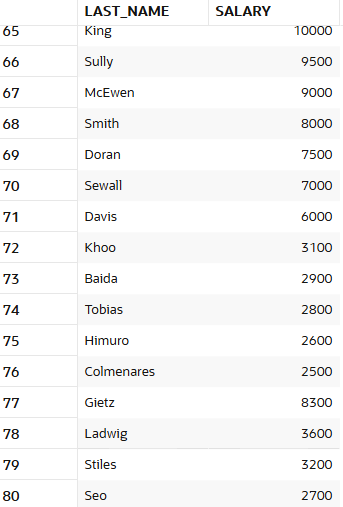 LAST_NAME SALARY
65 King 10000
66 Sully 9500
67 McEwen 9000
68 Smith 8000
69 Doran 7500
70 Sewall 7000
71 Davis 6000
72 Khoo 3100
73 Baida 2900
74 Tobias 2800
75 Himuro 2600
76 Colmenares 2500
77 Gietz 8300
78 Ladwig 3600
79 Stiles 3200
80 Seo 2700